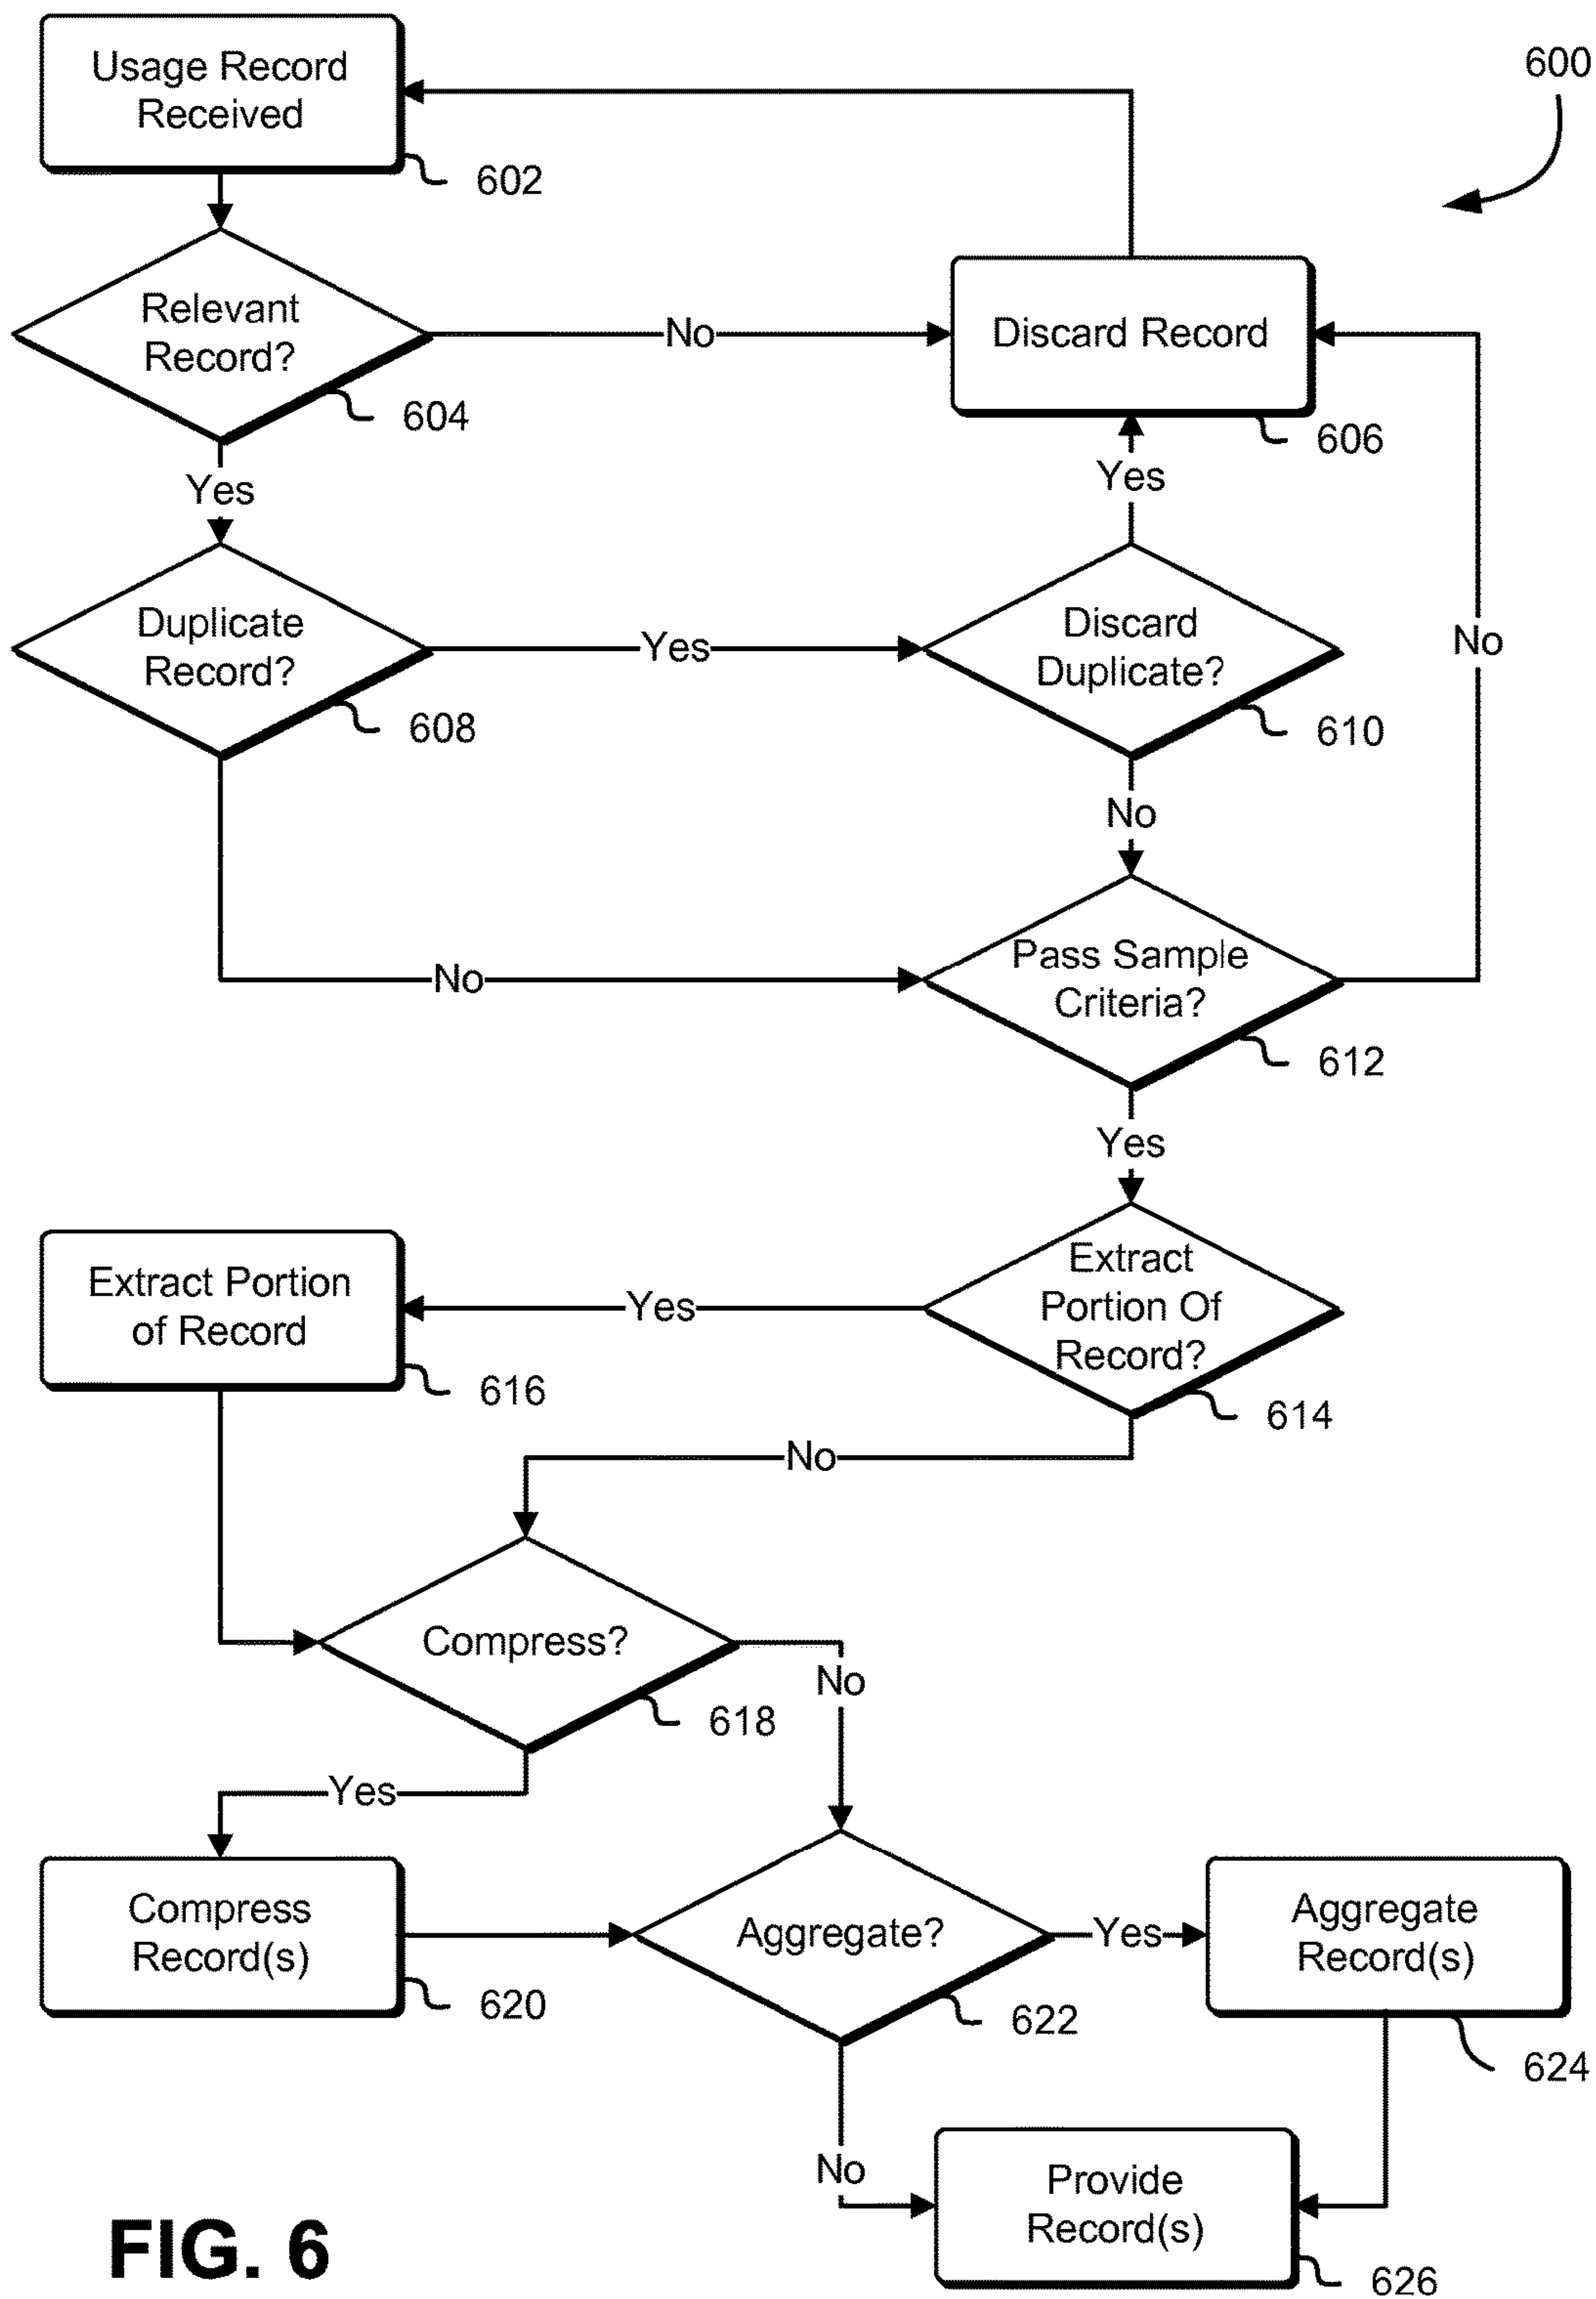 Usage Record
Received
602
600
Relevant
Record?
604
No
Discard Record
606
Yes
Yes
Duplicate
Record?
608
Yes
Discard
Duplicate?
610
No
No
No
Pass Sample
Criteria?
612
Yes
Extract
Portion Of
Record?
614
Yes
Extract Portion
of Record
616
No
Compress?
618
No
Yes
Compress
Record(s)
620
Aggregate?
622
Yes
Aggregate
Record(s)
624
No
Provide
Record(s)
626
FIG. 6